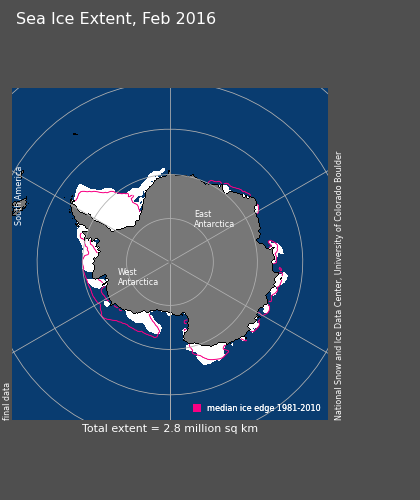 Sea Ice Extent, Feb 2016
South America
East
Antarctica
West
Antarctica
National Snow and Ice Data Center, University of Colorado Boulder
final data
median ice edge 1981-2010
Total extent = 2.8 million sq km